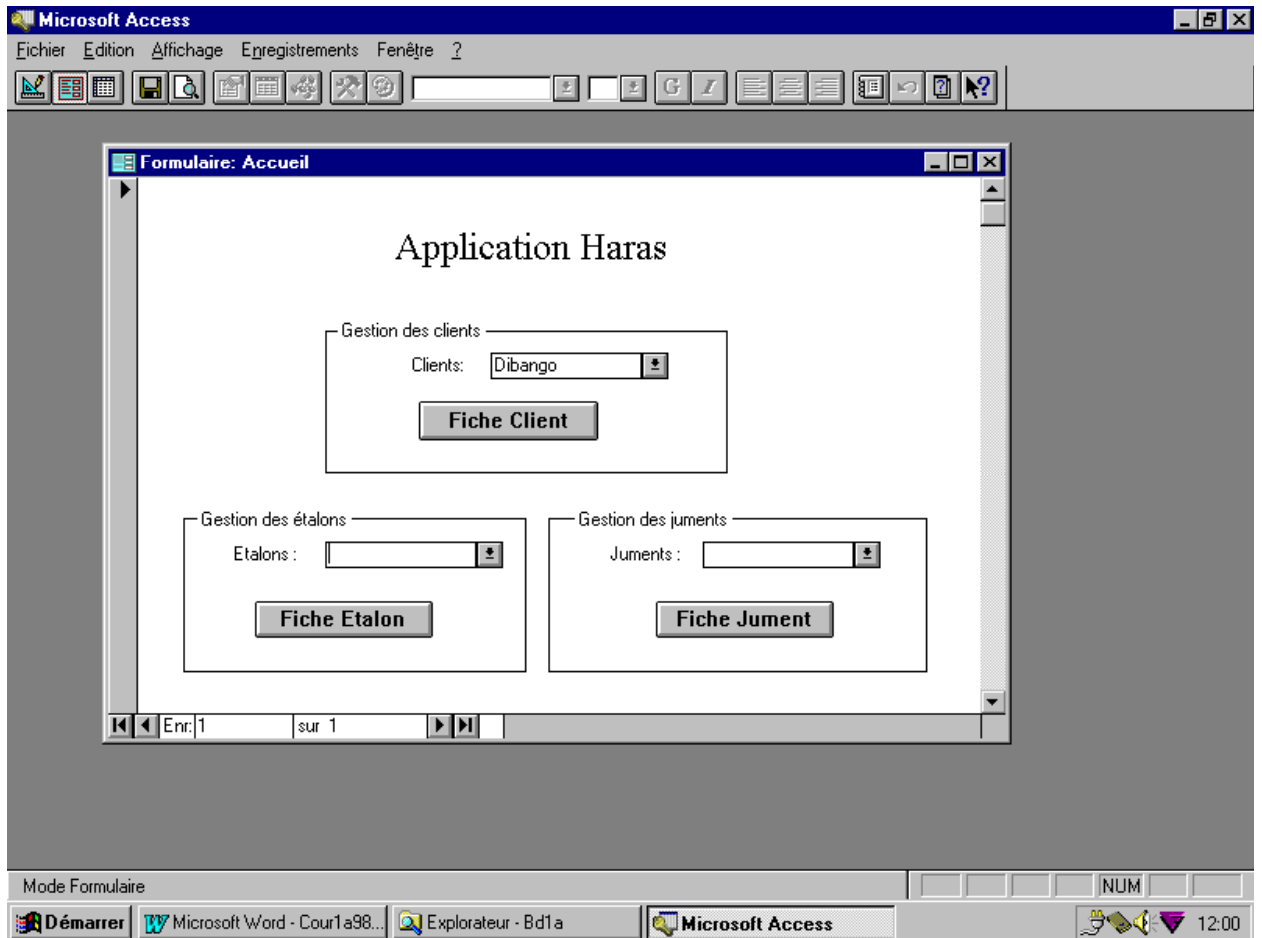 Microsoft Access
Fichier Edition Affichage Enregistrements Fenêtre ?
G I
Formulaire: Accueil
Application Haras
Gestion des clients
Clients: Dibango
Fiche Client
Gestion des étalons
Etalons :
Fiche Etalon
Gestion des juments
Juments :
Fiche Jument
Enr: 1 sur 1
Mode Formulaire NUM
Démarrer Microsoft Word - Cour1a98... Explorateur - Bd1a Microsoft Access 12:00